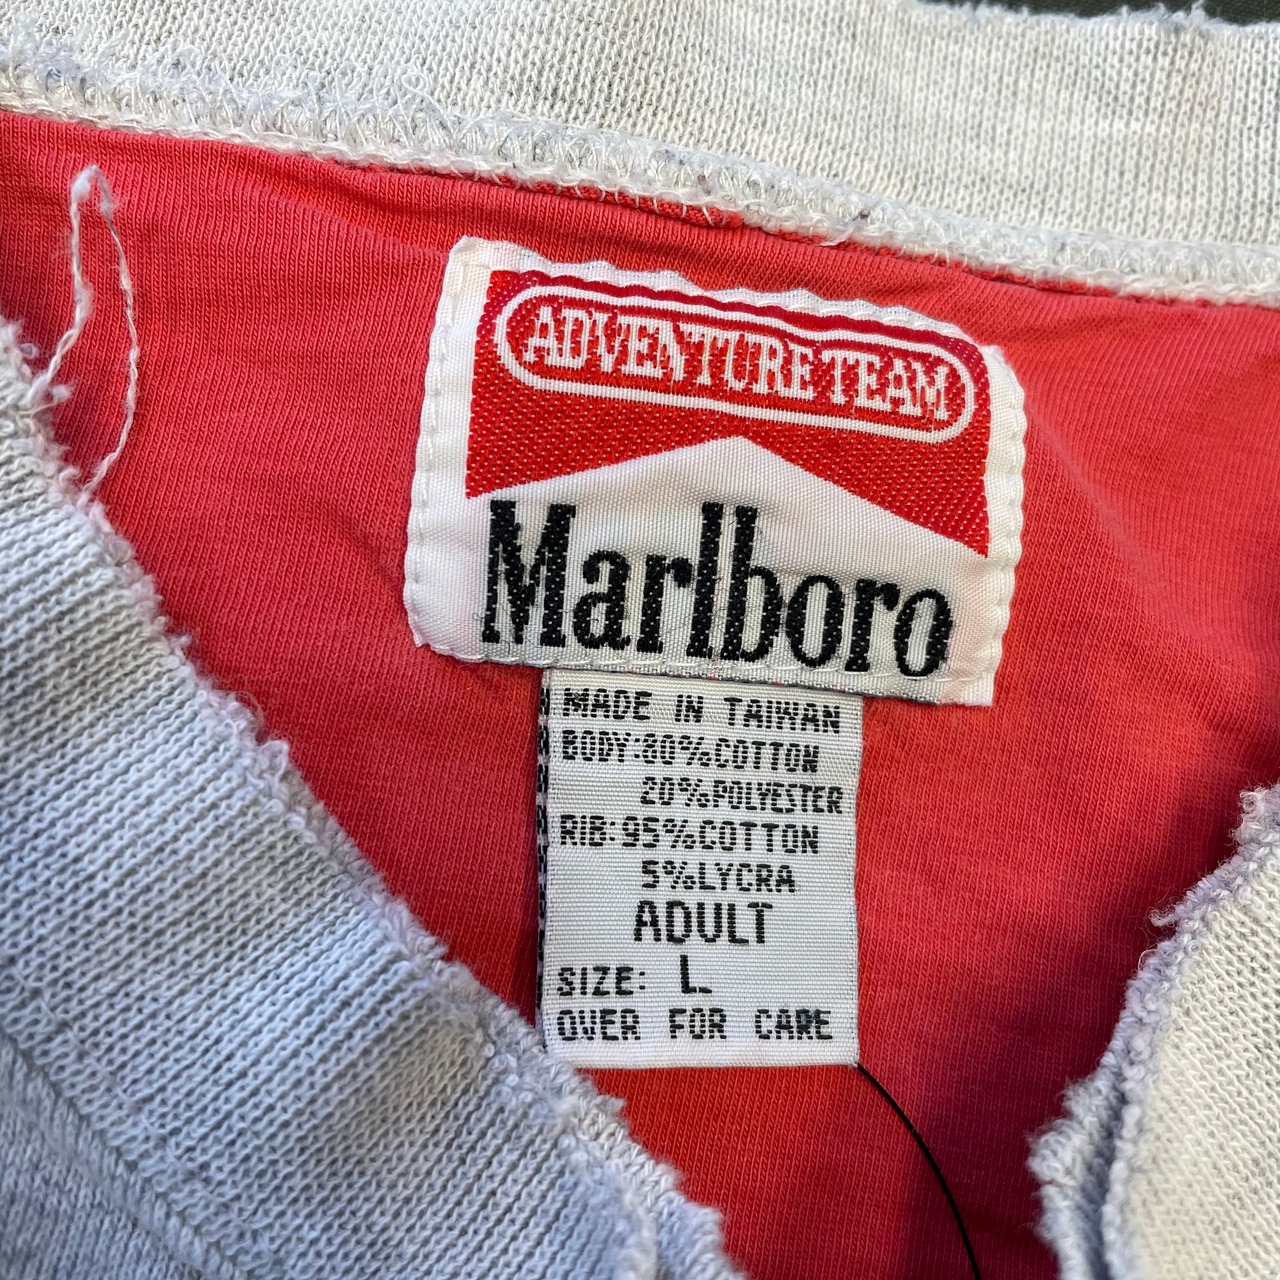 ADVENTURE TEAM
Marlboro
MADE IN TAIWAN
BODY:80%COTTON
20%POLYESTER
RIB:95%COTTON
5%LYCRA
ADULT
SIZE: L
OVER FOR CARE